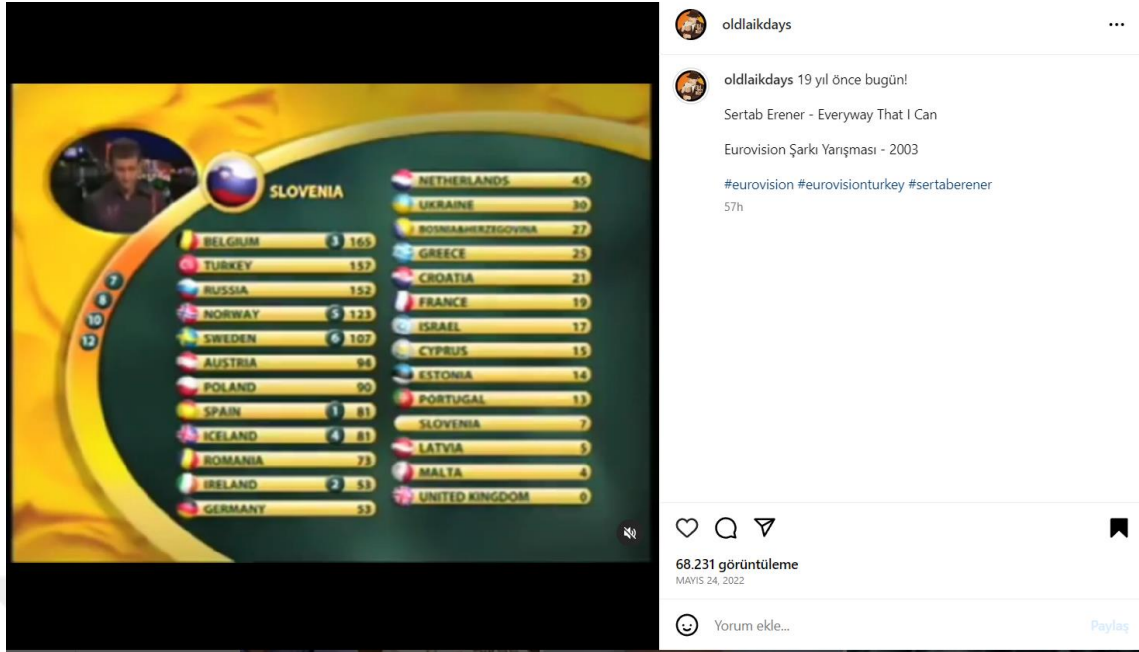 SLOVENIA
BELGIUM 3 165
TURKEY 157
RUSSIA 152
NORWAY 5 123
SWEDEN 6 107
AUSTRIA 94
POLAND 90
SPAIN 1 81
ICELAND 4 81
ROMANIA 73
IRELAND 2 53
GERMANY 53
7
8
10
12
NETHERLANDS 45
UKRAINE 30
BOSNIA&HERZEGOVINA 27
GREECE 25
CROATIA 21
FRANCE 19
ISRAEL 17
CYPRUS 15
ESTONIA 14
PORTUGAL 13
SLOVENIA 7
LATVIA 5
MALTA 4
UNITED KINGDOM 0
oldlaikdays
oldlaikdays 19 yıl önce bugün!
Sertab Erener - Everyway That I Can
Eurovision Şarkı Yarışması - 2003
#eurovision #eurovisionturkey #sertaberener
57h
68.231 görüntüleme
MAYIS 24, 2022
Yorum ekle...
Paylaş